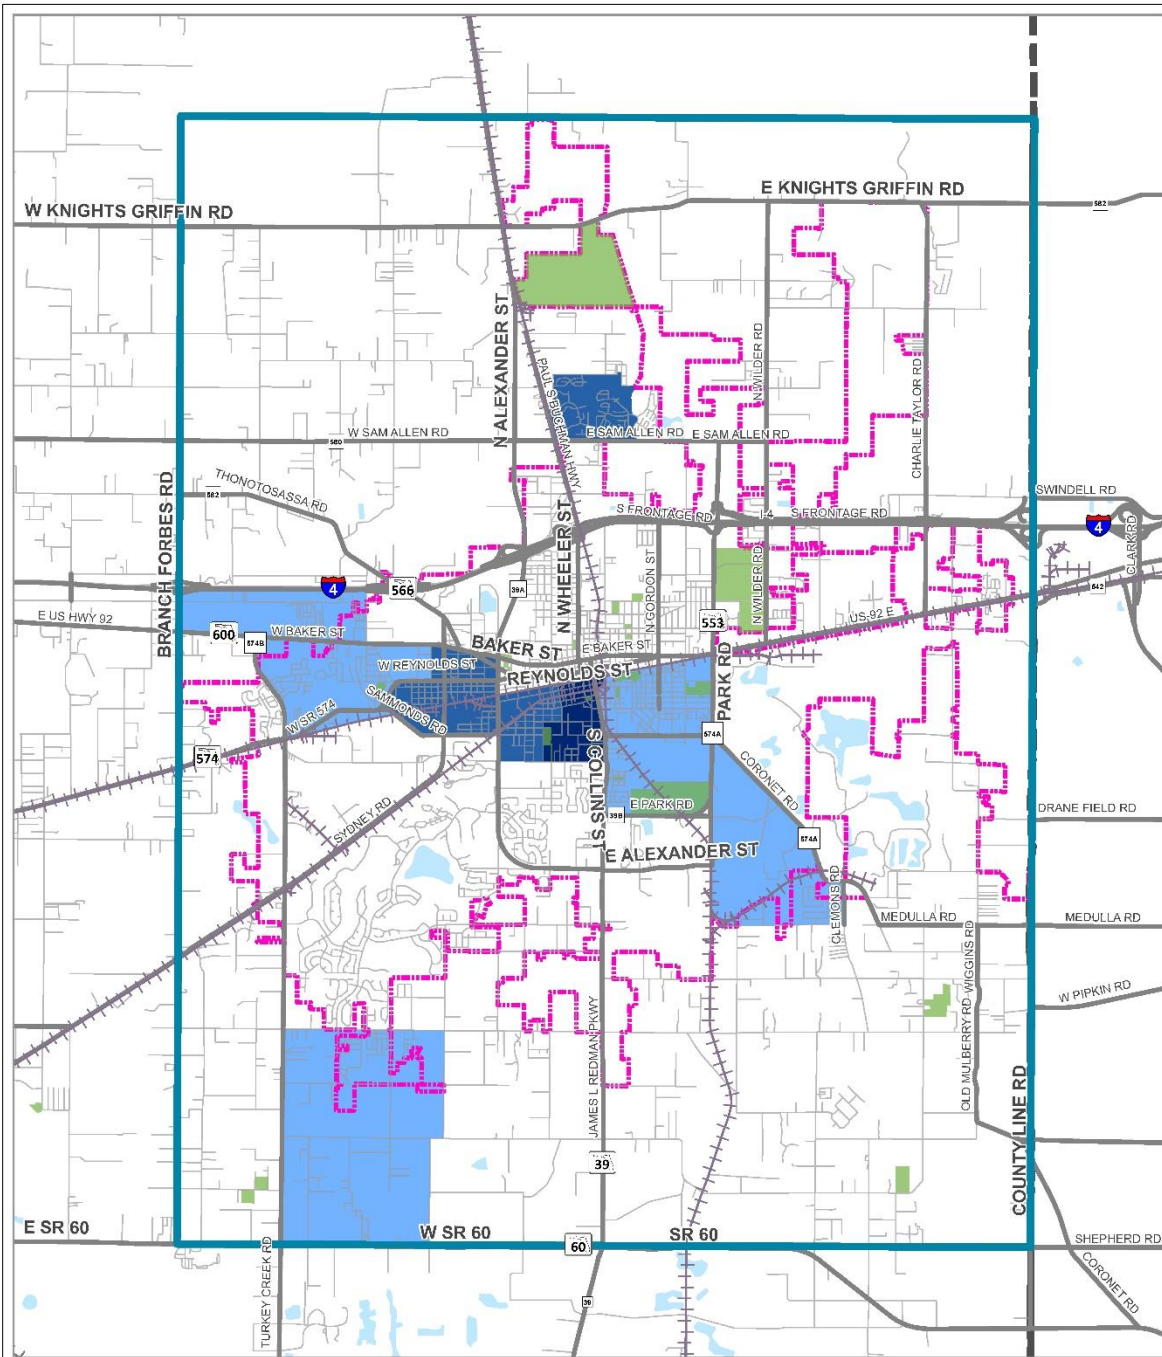 E KNIGHTS GRIFFIN RD
W KNIGHTS GRIFFIN RD
582
N ALEXANDER ST
PAUL S BUCHMAN HWY
N WILDER RD
CHARLIE TAYLOR RD
W SAM ALLEN RD
580
E SAM ALLEN RD
E SAM ALLEN RD
THONOTOSASSA RD
582
BRANCH FORBES RD
SWINDELL RD
S FRONTAGE RD
I-4
S FRONTAGE RD
4
CLARK RD
N WHEELER ST
N GORDON ST
N WILDER RD
4
566
39A
642
E US HWY 92
600
W BAKER ST
574B
553
US-92 E
BAKER ST
E BAKER ST
W REYNOLDS ST
REYNOLDS ST
PARK RD
SAMMONDS RD
W SR 574
574
574A
S COLLINS ST
CORONET RD
SYDNEY RD
E PARK RD
39B
DRANE FIELD RD
574A
E ALEXANDER ST
CLEMONS RD
MEDULLA RD
MEDULLA RD
OLD MULBERRY RD
WIGGINS RD
W PIPKIN RD
JAMES L REDMAN PKWY
COUNTY LINE RD
39
E SR 60
W SR 60
60
SR 60
SHEPHERD RD
TURKEY CREEK RD
CORONET RD
39